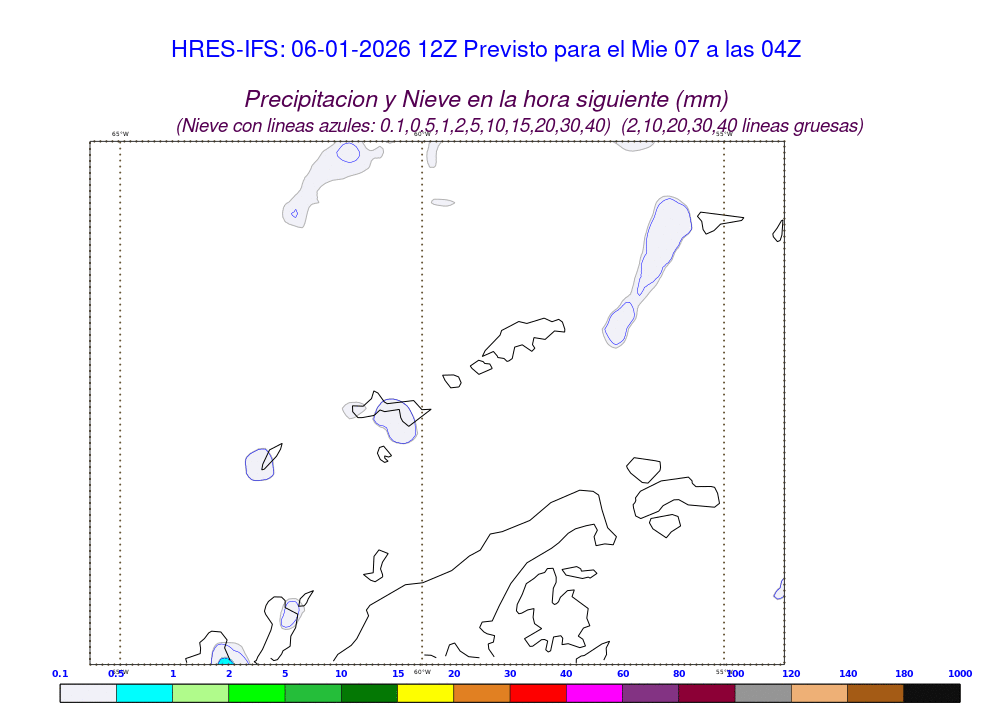 HRES-IFS: 06-01-2026 12Z Previsto para el Mie 07 a las 04Z
Precipitacion y Nieve en la hora siguiente (mm)
(Nieve con lineas azules: 0.1,0.5,1,2,5,10,15,20,30,40) (2,10,20,30,40 lineas gruesas)
65°W 60°W 55°W
65°W 60°W 55°W
0.1 0.5 1 2 5 10 15 20 30 40 60 80 100 120 140 180 1000